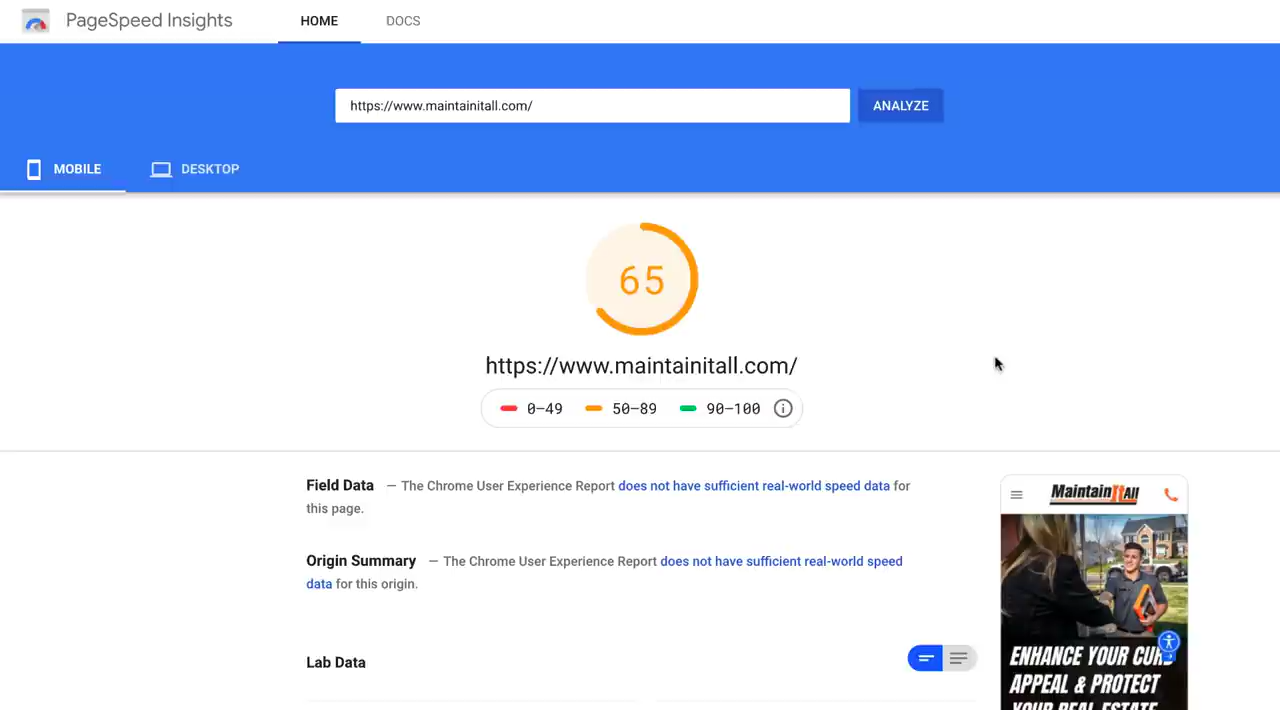 PageSpeed Insights
HOME
DOCS
https://www.maintainitall.com/
ANALYZE
MOBILE
DESKTOP
65
https://www.maintainitall.com/
0–49
50–89
90–100
Field Data — The Chrome User Experience Report does not have sufficient real-world speed data for
this page.
Origin Summary — The Chrome User Experience Report does not have sufficient real-world speed
data for this origin.
Lab Data
MaintainItAll
ENHANCE YOUR CURB
APPEAL & PROTECT
YOUR REAL ESTATE